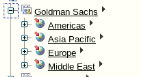 Goldman Sachs
Americas
Asia Pacific
Europe
Middle East